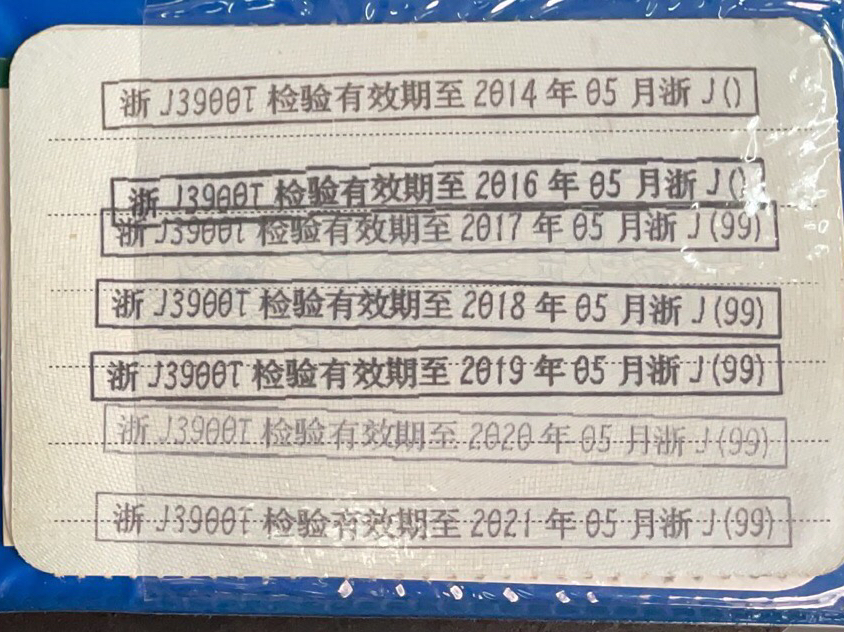 浙 J3900T 检验有效期至 2014 年 05 月浙 J()
浙 J3900T 检验有效期至 2016 年 05 月浙 J()
浙 J3900T 检验有效期至 2017 年 05 月浙 J(99)
浙 J3900T 检验有效期至 2018 年 05 月浙 J(99)
浙 J3900T 检验有效期至 2019 年 05 月浙 J(99)
浙 J3900T 检验有效期至 2020 年 05 月浙 J(99)
浙 J3900T 检验有效期至 2021 年 05 月浙 J(99)